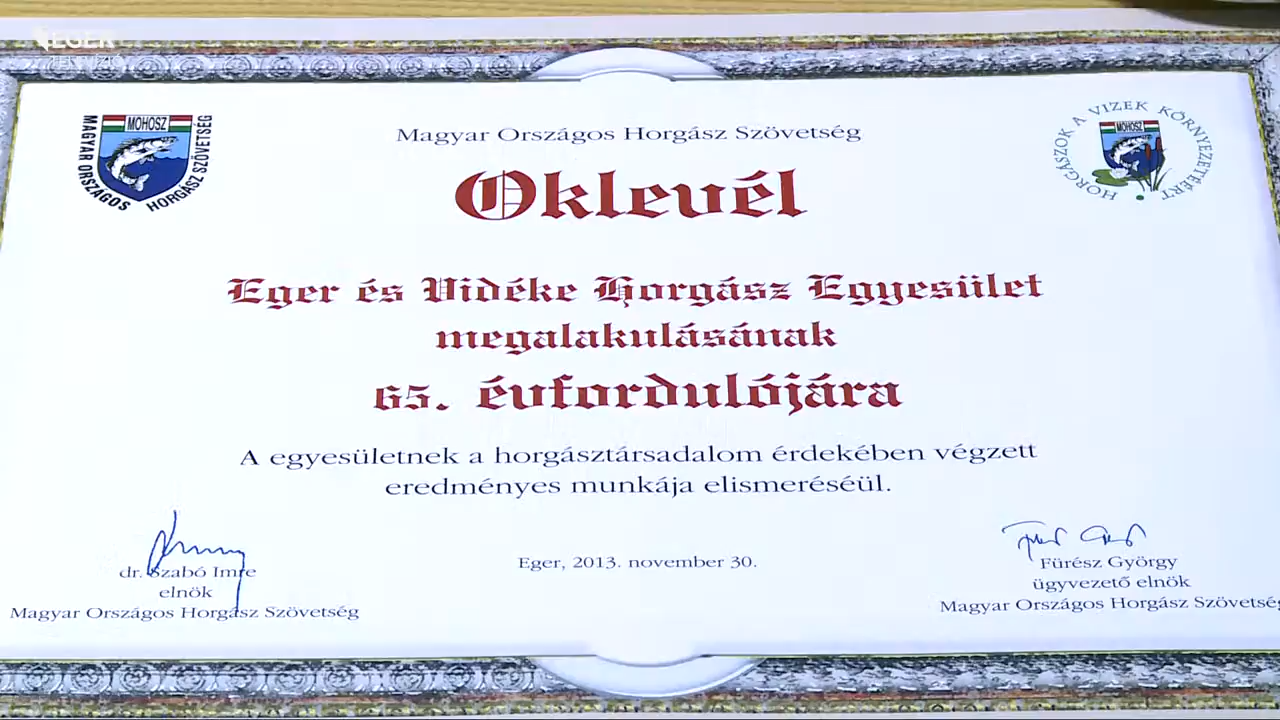 EGER
TELEVÍZIÓ
MAGYAR ORSZÁGOS HORGÁSZ SZÖVETSÉG
MOHOSZ
Magyar Országos Horgász Szövetség
HORGÁSZOK A VIZEK KÖRNYEZETÉÉRT
MOHOSZ
Oklevél
Eger és Vidéke Horgász Egyesület
megalakulásának
65. évfordulójára
A egyesületnek a horgásztársadalom érdekében végzett
eredményes munkája elismeréséül.
dr. Szabó Imre
elnök
Magyar Országos Horgász Szövetség
Eger, 2013. november 30.
Fürész György
ügyvezető elnök
Magyar Országos Horgász Szövetség